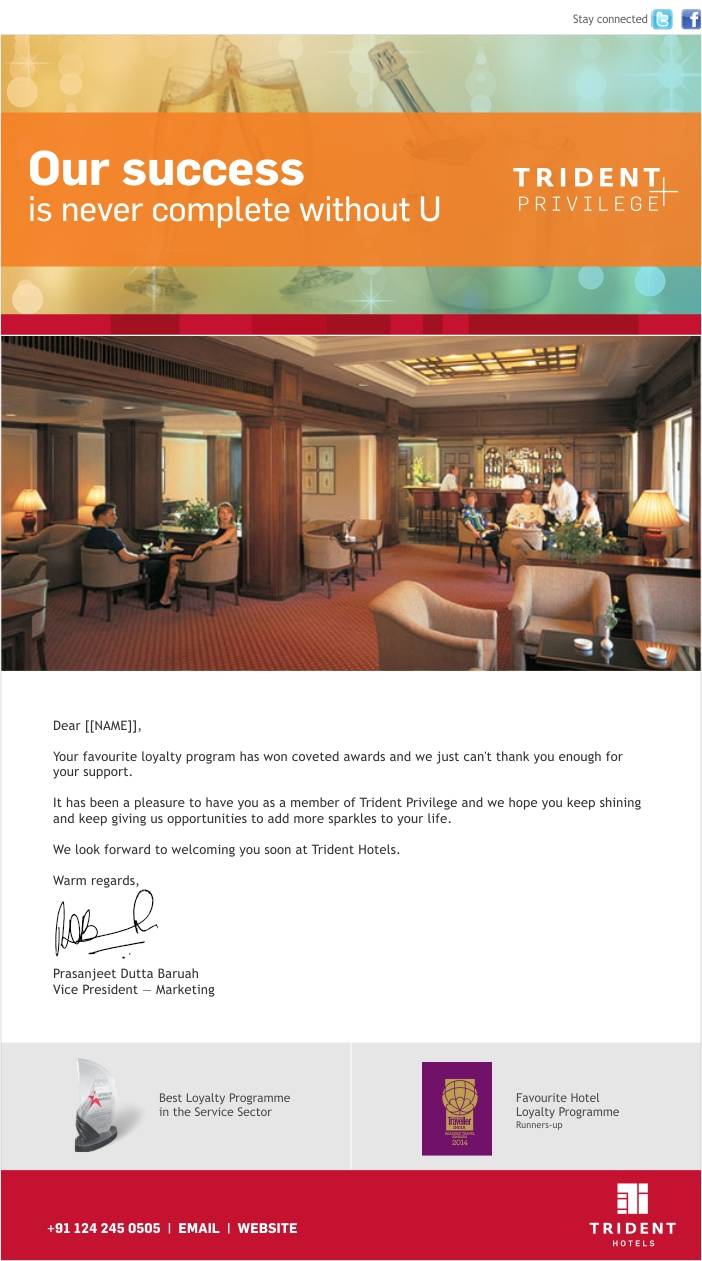 Stay connected
Our success
is never complete without U
TRIDENT
PRIVILEGE
Dear [[NAME]],
Your favourite loyalty program has won coveted awards and we just can't thank you enough for
your support.
It has been a pleasure to have you as a member of Trident Privilege and we hope you keep shining
and keep giving us opportunities to add more sparkles to your life.
We look forward to welcoming you soon at Trident Hotels.
Warm regards,
Prasanjeet Dutta Baruah
Vice President — Marketing
Best Loyalty Programme
in the Service Sector
Traveller
INDIA
2014
Favourite Hotel
Loyalty Programme
Runners-up
+91 124 245 0505 | EMAIL | WEBSITE
TRIDENT
HOTELS